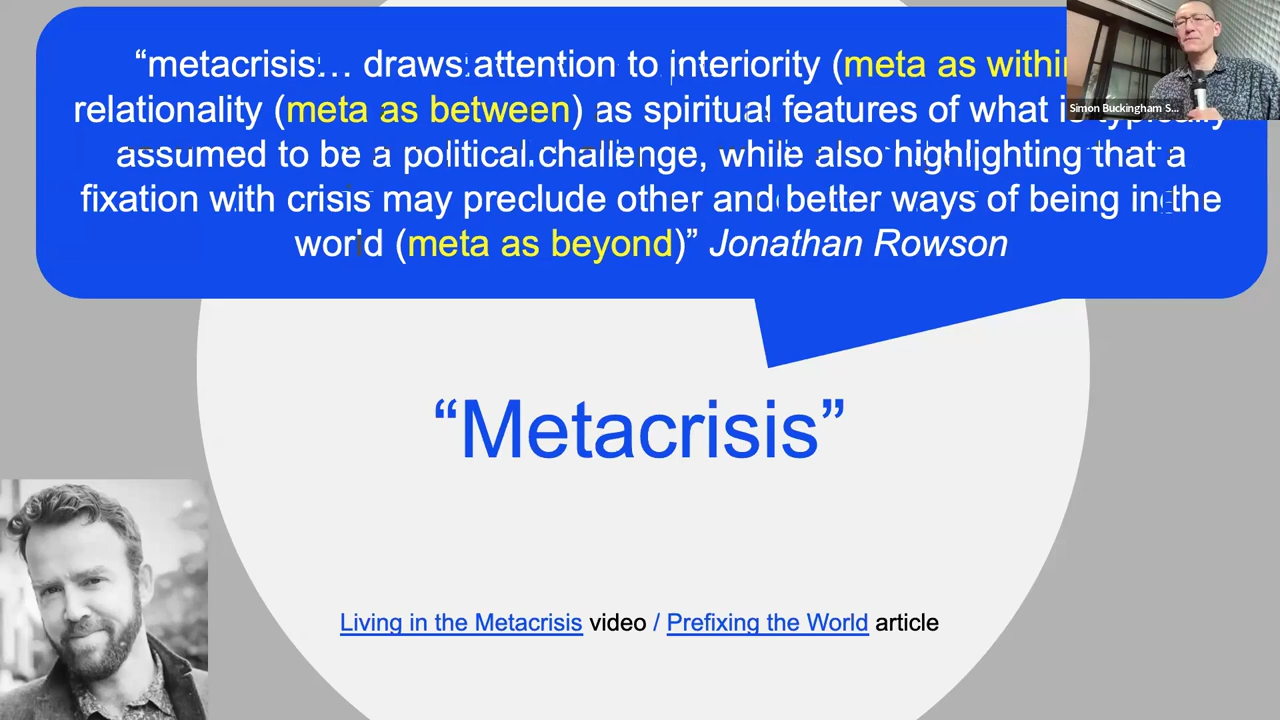 “metacrisis… draws attention to interiority (meta as within
relationality (meta as between) as spiritual features of what is typically
assumed to be a political challenge, while also highlighting that a
fixation with crisis may preclude other and better ways of being in the
world (meta as beyond)” Jonathan Rowson
Simon Buckingham S...
“Metacrisis”
Living in the Metacrisis video / Prefixing the World article